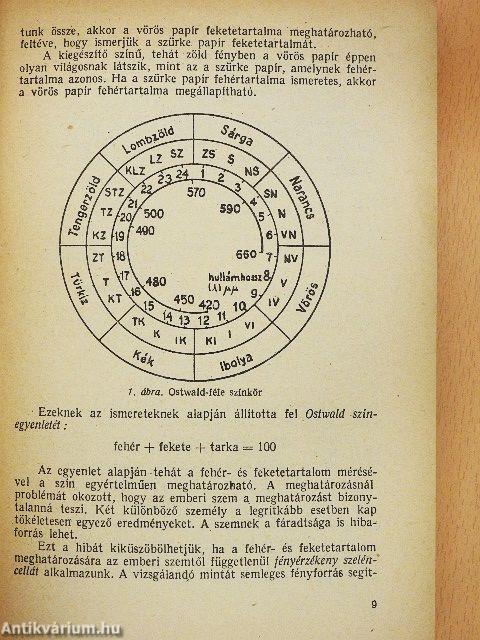 tunk össze, akkor a vörös papír feketetartalma meghatározható,
feltéve, hogy ismerjük a szürke papír feketetartalmát.
A kiegészítő színű, tehát zöld fényben a vörös papír éppen
olyan világosnak látszik, mint az a szürke papír, amelynek fehér-
tartalma azonos. Ha a szürke papír fehértartalma ismeretes, akkor
a vörös papír fehértartalma megállapítható.
Lombzöld
Sárga
Narancs
Vörös
Ibolya
Kék
Türkiz
Tengerzöld
ZS S NS
SN N VN
NV V IV
VI I KI
IK K TK
KT T ZT
KZ TZ STZ
KLZ LZ SZ
1 2 3 4 5 6 7 8 9 10 11 12 13 14 15 16 17 18 19 20 21 22 23 24
570
590
660
hullámhossz
420
450
480
490
500
1. ábra. Ostwald-féle színkör
Ezeknek az ismereteknek alapján állította fel Ostwald szín-
egyenletét:
fehér + fekete + tarka = 100
Az egyenlet alapján tehát a fehér- és feketetartalom mérésé-
vel a szín egyértelműen meghatározható. A meghatározásnál
problémát okozott, hogy az emberi szem a meghatározást bizony-
talanná teszi. Két különböző személy a legritkább esetben kap
tökéletesen egyező eredményeket. A szemnek a fáradtsága is hiba-
forrás lehet.
Ezt a hibát kiküszöbölhetjük, ha a fehér- és feketetartalom
meghatározására az emberi szemtől függetlenül fényérzékeny szelén-
cellát alkalmazunk. A vizsgálandó mintát semleges fényforrás segít-
9
Antikvárium.hu